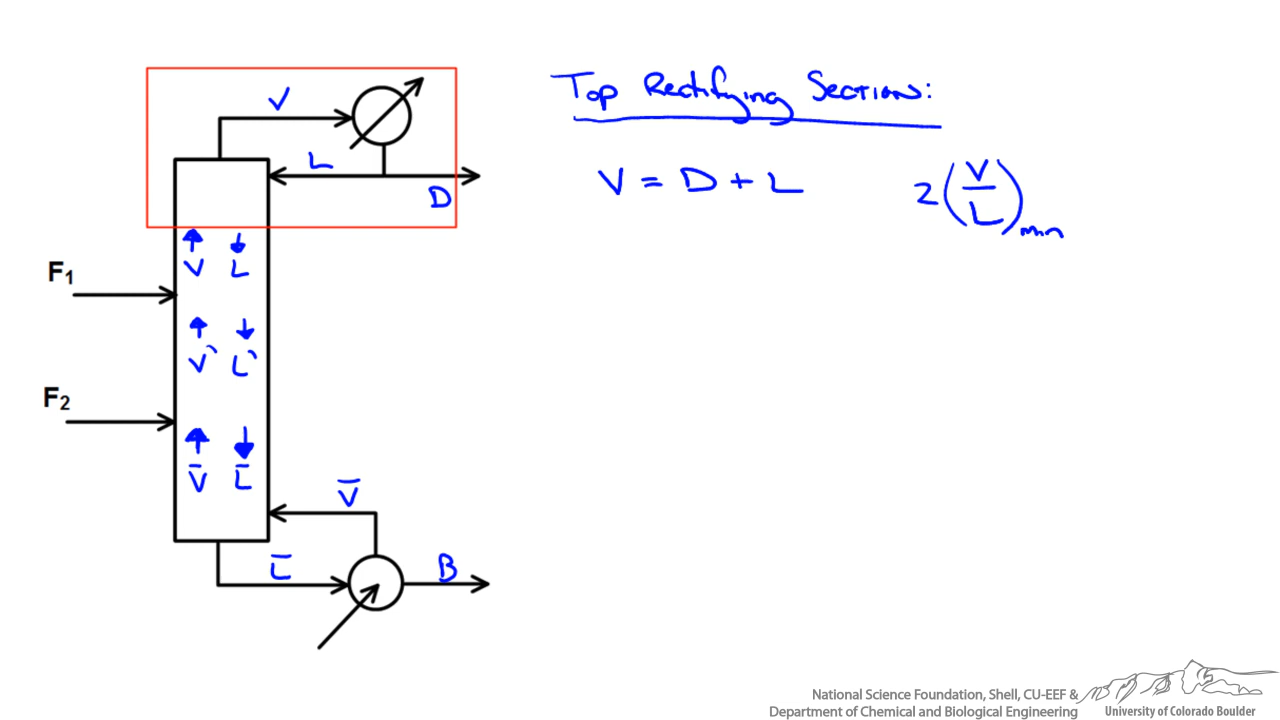 Top Rectifying Section:
V = D + L
2(V/L)min
V
L
D
V L
F1
V' L'
F2
V̄ L̄
V̄
L̄
B
National Science Foundation, Shell, CU-EEF &
Department of Chemical and Biological Engineering
University of Colorado Boulder